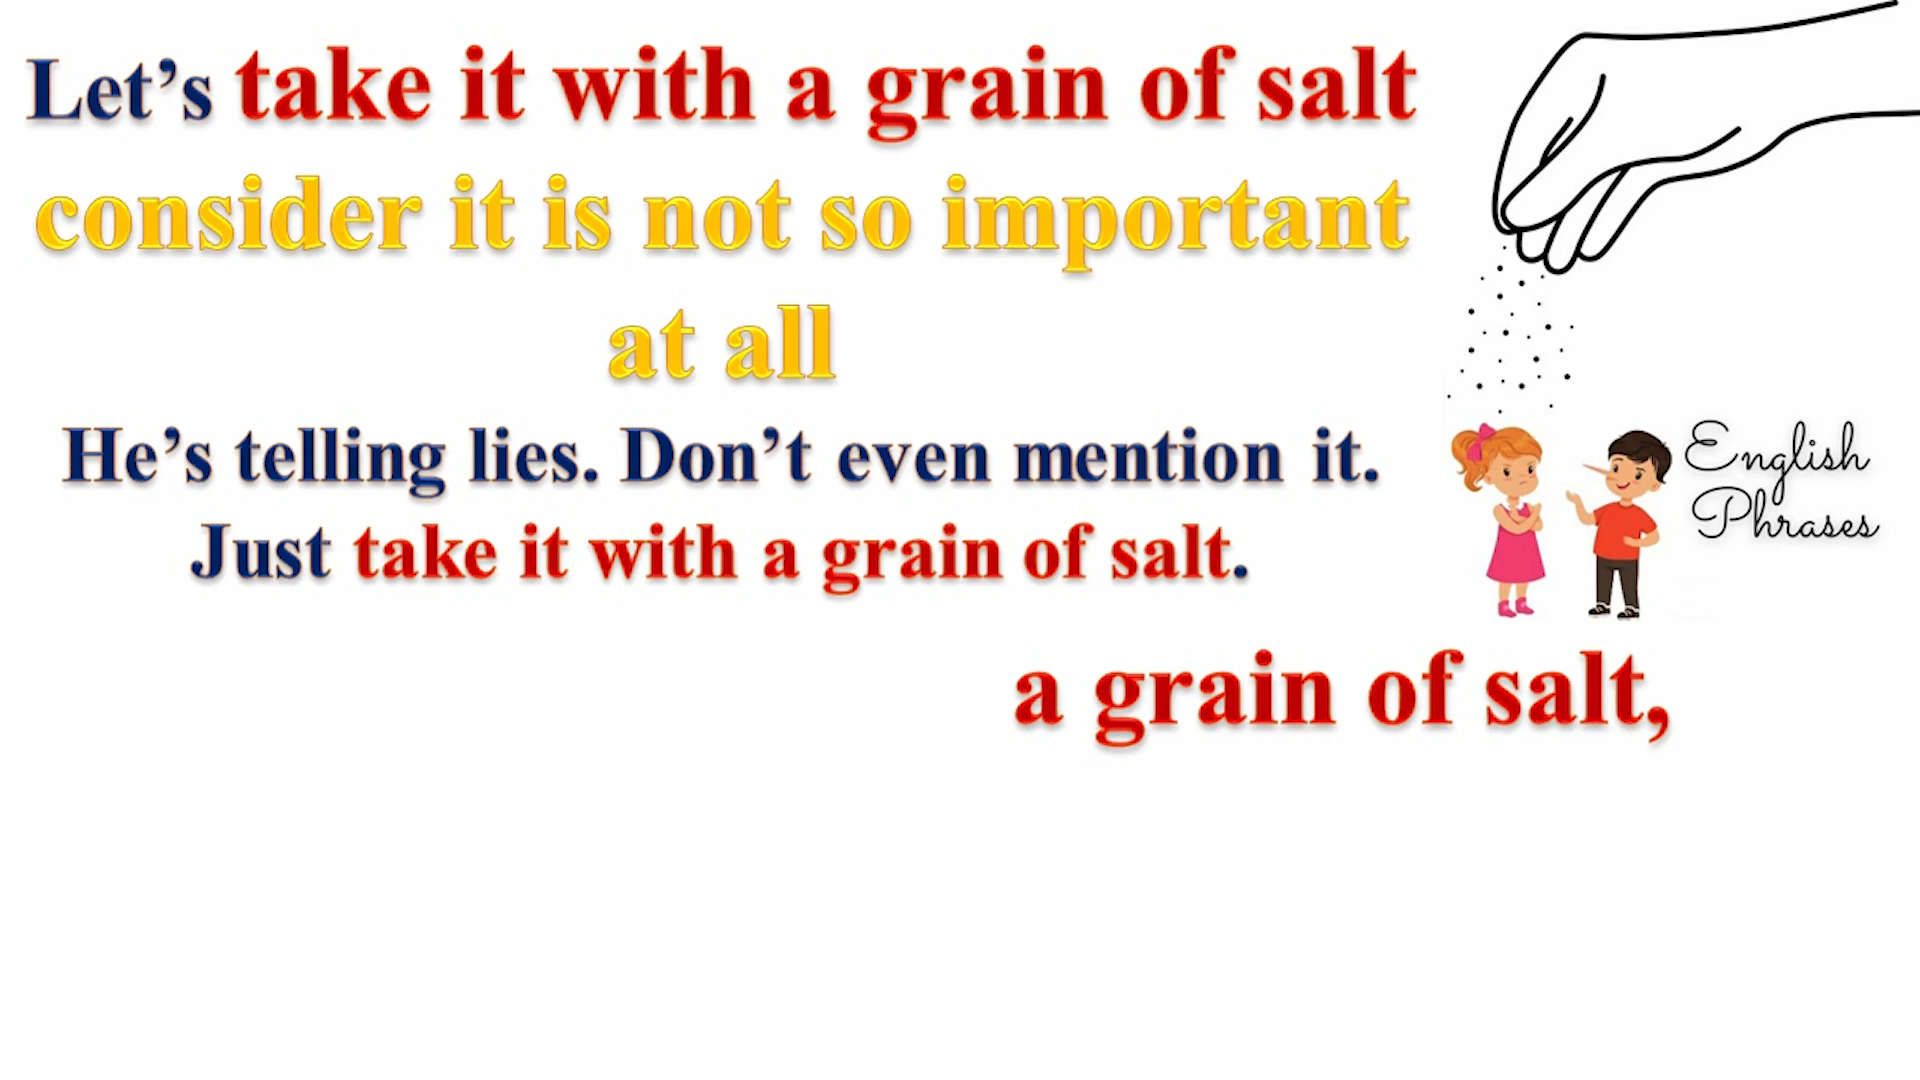 Let’s take it with a grain of salt
consider it is not so important
at all
He’s telling lies. Don’t even mention it.
Just take it with a grain of salt.
English
Phrases
a grain of salt,